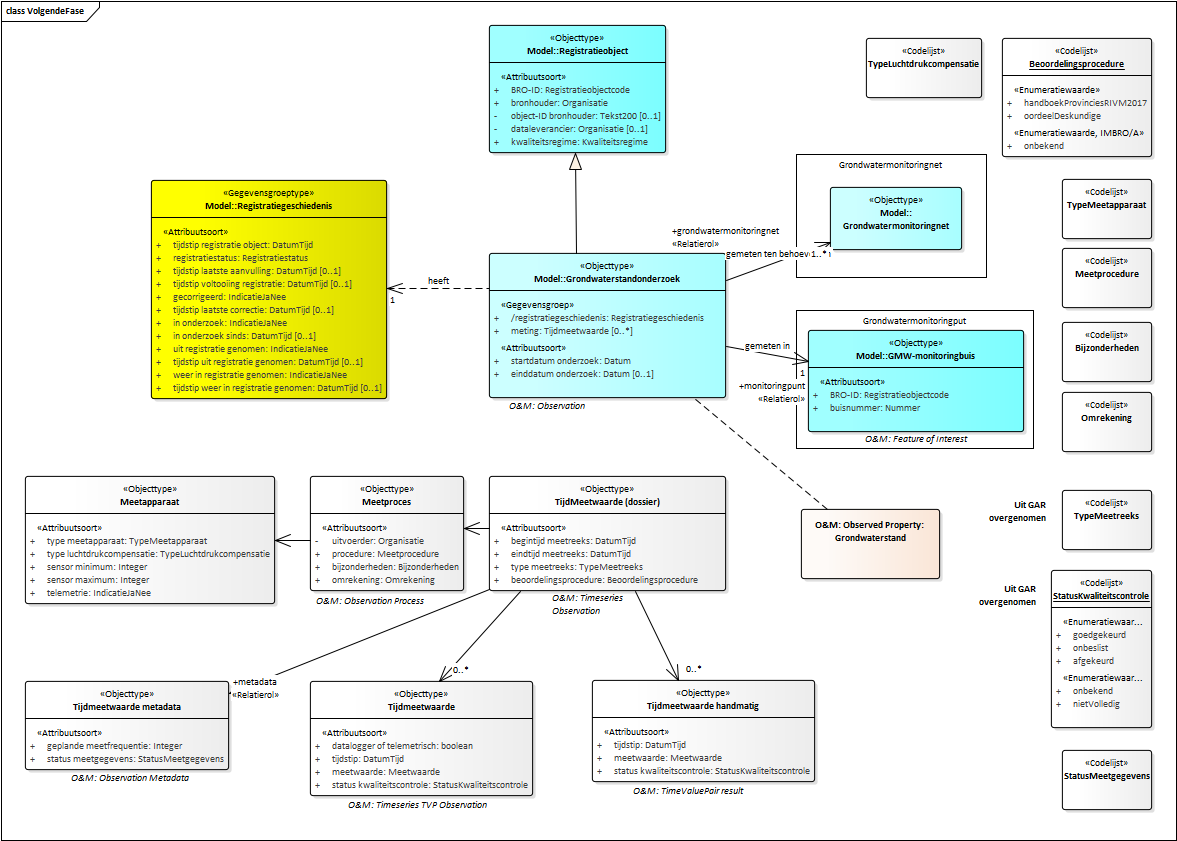 class VolgendeFase
«Objecttype»
Model::Registratieobject
«Attribuutsoort»
+ BRO-ID: Registratieobjectcode
+ bronhouder: Organisatie
- object-ID bronhouder: Tekst200 [0..1]
- dataleverancier: Organisatie [0..1]
+ kwaliteitsregime: Kwaliteitsregime
«Codelijst»
TypeLuchtdrukcompensatie
«Codelijst»
Beoordelingsprocedure
«Enumeratiewaarde»
+ handboekProvinciesRIVM2017
+ oordeelDeskundige
«Enumeratiewaarde, IMBRO/A»
+ onbekend
«Gegevensgroeptype»
Model::Registratiegeschiedenis
«Attribuutsoort»
+ tijdstip registratie object: DatumTijd
+ registratiestatus: Registratiestatus
+ tijdstip laatste aanvulling: DatumTijd [0..1]
+ tijdstip voltooiing registratie: DatumTijd [0..1]
+ gecorrigeerd: IndicatieJaNee
+ tijdstip laatste correctie: DatumTijd [0..1]
+ in onderzoek: IndicatieJaNee
+ in onderzoek sinds: DatumTijd [0..1]
+ uit registratie genomen: IndicatieJaNee
+ tijdstip uit registratie genomen: DatumTijd [0..1]
+ weer in registratie genomen: IndicatieJaNee
+ tijdstip weer in registratie genomen: DatumTijd [0..1]
heeft
1
«Objecttype»
Model::Grondwaterstandonderzoek
«Gegevensgroep»
+ /registratiegeschiedenis: Registratiegeschiedenis
+ meting: Tijdmeetwaarde [0..*]
«Attribuutsoort»
+ startdatum onderzoek: Datum
+ einddatum onderzoek: Datum [0..1]
O&M: Observation
+grondwatermonitoringnet
«Relatierol»
gemeten ten behoev
1..*
Grondwatermonitoringnet
«Objecttype»
Model::
Grondwatermonitoringnet
gemeten in
1
+monitoringpunt
«Relatierol»
Grondwatermonitoringput
«Objecttype»
Model::GMW-monitoringbuis
«Attribuutsoort»
+ BRO-ID: Registratieobjectcode
+ buisnummer: Nummer
O&M: Feature of Interest
«Codelijst»
TypeMeetapparaat
«Codelijst»
Meetprocedure
«Codelijst»
Bijzonderheden
«Codelijst»
Omrekening
«Objecttype»
Meetapparaat
«Attribuutsoort»
+ type meetapparaat: TypeMeetapparaat
+ type luchtdrukcompensatie: TypeLuchtdrukcompensatie
+ sensor minimum: Integer
+ sensor maximum: Integer
+ telemetrie: IndicatieJaNee
«Objecttype»
Meetproces
«Attribuutsoort»
- uitvoerder: Organisatie
+ procedure: Meetprocedure
+ bijzonderheden: Bijzonderheden
+ omrekening: Omrekening
O&M: Observation Process
«Objecttype»
TijdMeetwaarde (dossier)
«Attribuutsoort»
+ begintijd meetreeks: DatumTijd
+ eindtijd meetreeks: DatumTijd
+ type meetreeks: TypeMeetreeks
+ beoordelingsprocedure: Beoordelingsprocedure
O&M: Timeseries
Observation
O&M: Observed Property:
Grondwaterstand
Uit GAR
overgenomen
«Codelijst»
TypeMeetreeks
Uit GAR
overgenomen
«Codelijst»
StatusKwaliteitscontrole
«Enumeratiewaar...
+ goedgekeurd
+ onbeslist
+ afgekeurd
«Enumeratiewaar...
+ onbekend
+ nietVolledig
+metadata
«Relatierol»
0..*
0..*
«Objecttype»
Tijdmeetwaarde metadata
«Attribuutsoort»
+ geplande meetfrequentie: Integer
+ status meetgegevens: StatusMeetgegevens
O&M: Observation Metadata
«Objecttype»
Tijdmeetwaarde
«Attribuutsoort»
+ datalogger of telemetrisch: boolean
+ tijdstip: DatumTijd
+ meetwaarde: Meetwaarde
+ status kwaliteitscontrole: StatusKwaliteitscontrole
O&M: Timeseries TVP Observation
«Objecttype»
Tijdmeetwaarde handmatig
«Attribuutsoort»
+ tijdstip: DatumTijd
+ meetwaarde: Meetwaarde
+ status kwaliteitscontrole: StatusKwaliteitscontrole
O&M: TimeValuePair result
«Codelijst»
StatusMeetgegevens